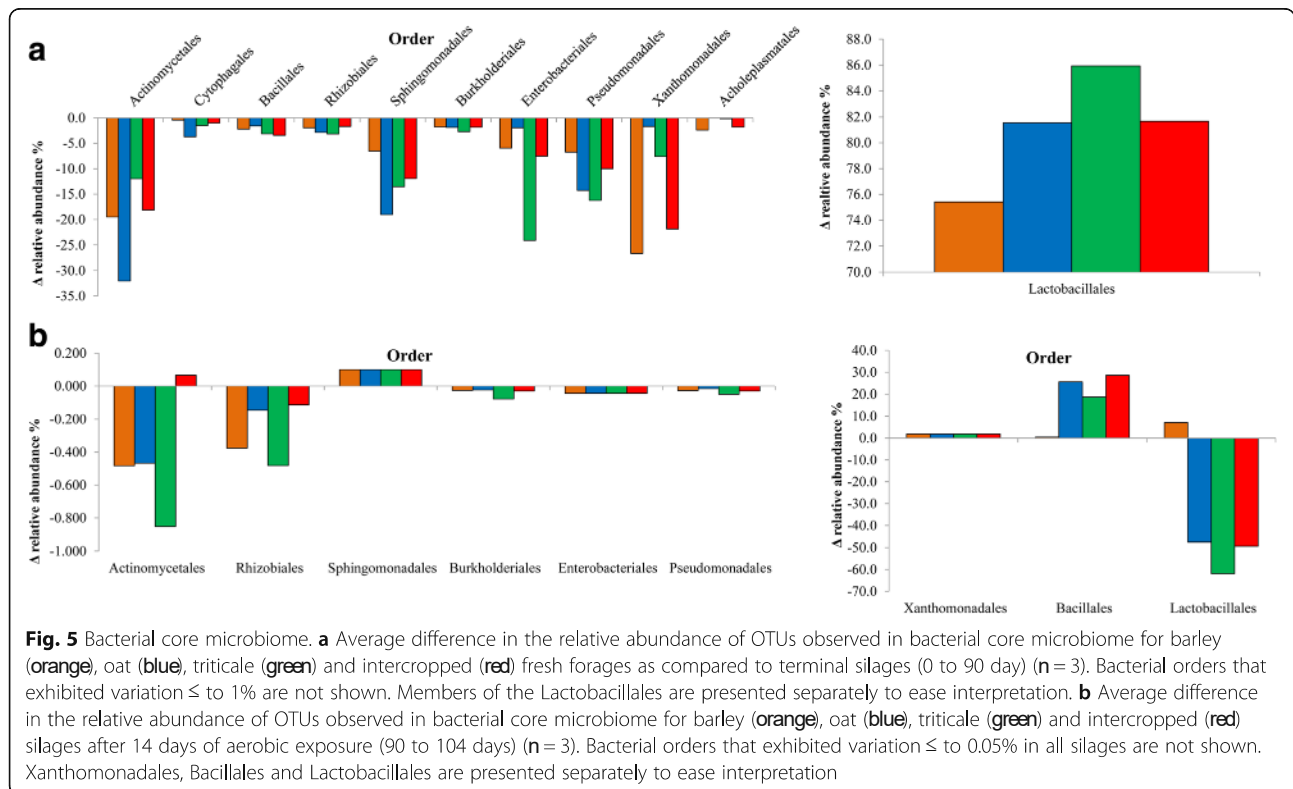 a
Order
Actinomycetales
Cytophagales
Bacillales
Rhizobiales
Sphingomonadales
Burkholderiales
Enterobacteriales
Pseudomonadales
Xanthomonadales
Acholeplasmatales
Δ relative abundance %
0.0
-5.0
-10.0
-15.0
-20.0
-25.0
-30.0
-35.0
Δ realtive abundance %
88.0
86.0
84.0
82.0
80.0
78.0
76.0
74.0
72.0
70.0
Lactobacillales
b
Order
Δ relative abundance %
0.200
0.000
-0.200
-0.400
-0.600
-0.800
-1.000
Actinomycetales Rhizobiales Sphingomonadales Burkholderiales Enterobacteriales Pseudomonadales
Order
Δ relative abundance %
40.0
30.0
20.0
10.0
0.0
-10.0
-20.0
-30.0
-40.0
-50.0
-60.0
-70.0
Xanthomonadales Bacillales Lactobacillales
Fig. 5 Bacterial core microbiome. a Average difference in the relative abundance of OTUs observed in bacterial core microbiome for barley
(orange), oat (blue), triticale (green) and intercropped (red) fresh forages as compared to terminal silages (0 to 90 day) (n = 3). Bacterial orders that
exhibited variation ≤ to 1% are not shown. Members of the Lactobacillales are presented separately to ease interpretation. b Average difference
in the relative abundance of OTUs observed in bacterial core microbiome for barley (orange), oat (blue), triticale (green) and intercropped (red)
silages after 14 days of aerobic exposure (90 to 104 days) (n = 3). Bacterial orders that exhibited variation ≤ to 0.05% in all silages are not shown.
Xanthomonadales, Bacillales and Lactobacillales are presented separately to ease interpretation